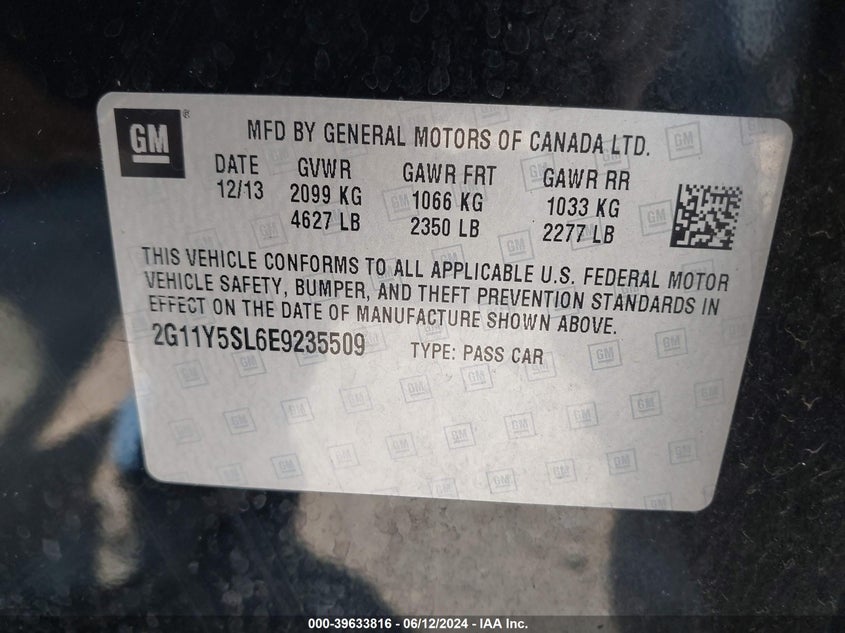 GM
MFD BY GENERAL MOTORS OF CANADA LTD.
DATE GVWR GAWR FRT GAWR RR
12/13 2099 KG 1066 KG 1033 KG
4627 LB 2350 LB 2277 LB
THIS VEHICLE CONFORMS TO ALL APPLICABLE U.S. FEDERAL MOTOR
VEHICLE SAFETY, BUMPER, AND THEFT PREVENTION STANDARDS IN
EFFECT ON THE DATE OF MANUFACTURE SHOWN ABOVE.
2G11Y5SL6E9235509 TYPE: PASS CAR
000-39633816 - 06/12/2024 - IAA Inc.